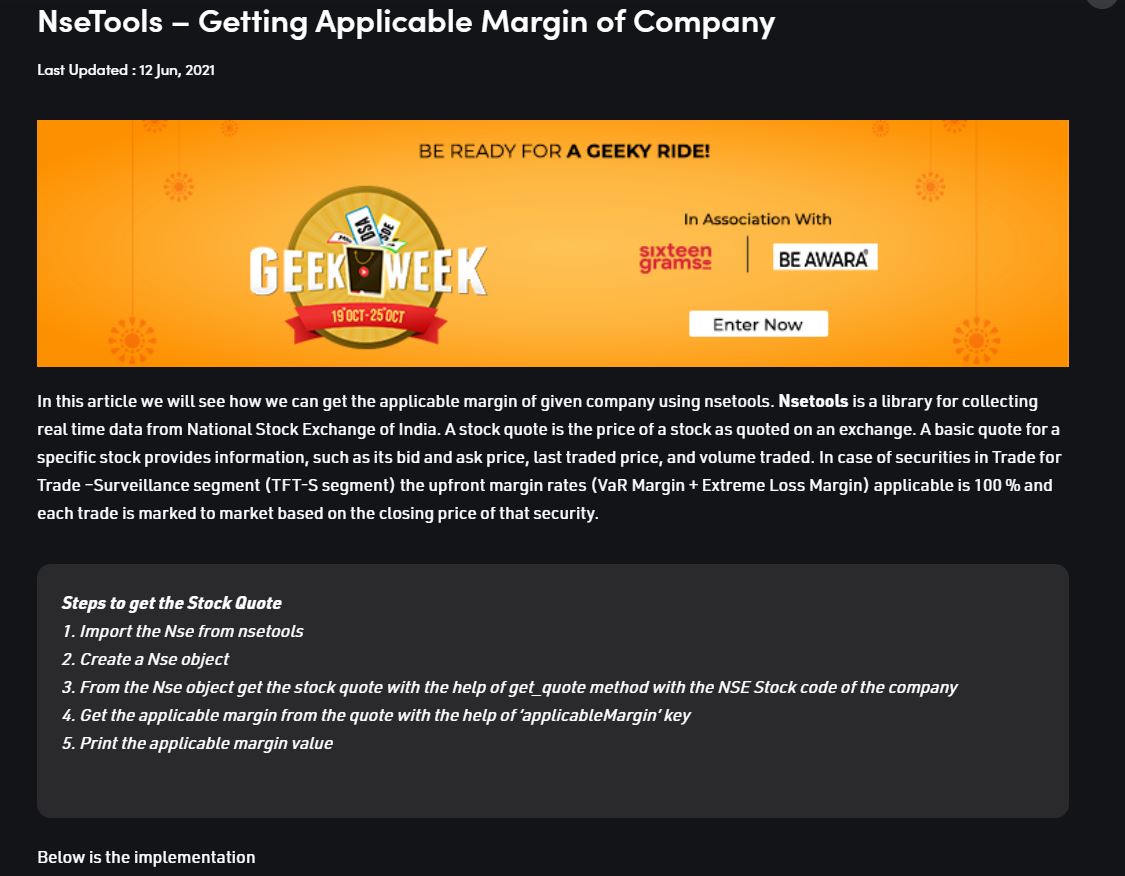 NseTools – Getting Applicable Margin of Company
Last Updated : 12 Jun, 2021
BE READY FOR A GEEKY RIDE!
DSA
SDE
GEEK WEEK
19 OCT - 25 OCT
In Association With
sixteen
grams
BE AWARA
Enter Now
In this article we will see how we can get the applicable margin of given company using nsetools. Nsetools is a library for collecting
real time data from National Stock Exchange of India. A stock quote is the price of a stock as quoted on an exchange. A basic quote for a
specific stock provides information, such as its bid and ask price, last traded price, and volume traded. In case of securities in Trade for
Trade –Surveillance segment (TFT-S segment) the upfront margin rates (VaR Margin + Extreme Loss Margin) applicable is 100 % and
each trade is marked to market based on the closing price of that security.
Steps to get the Stock Quote
1. Import the Nse from nsetools
2. Create a Nse object
3. From the Nse object get the stock quote with the help of get_quote method with the NSE Stock code of the company
4. Get the applicable margin from the quote with the help of ‘applicableMargin’ key
5. Print the applicable margin value
Below is the implementation